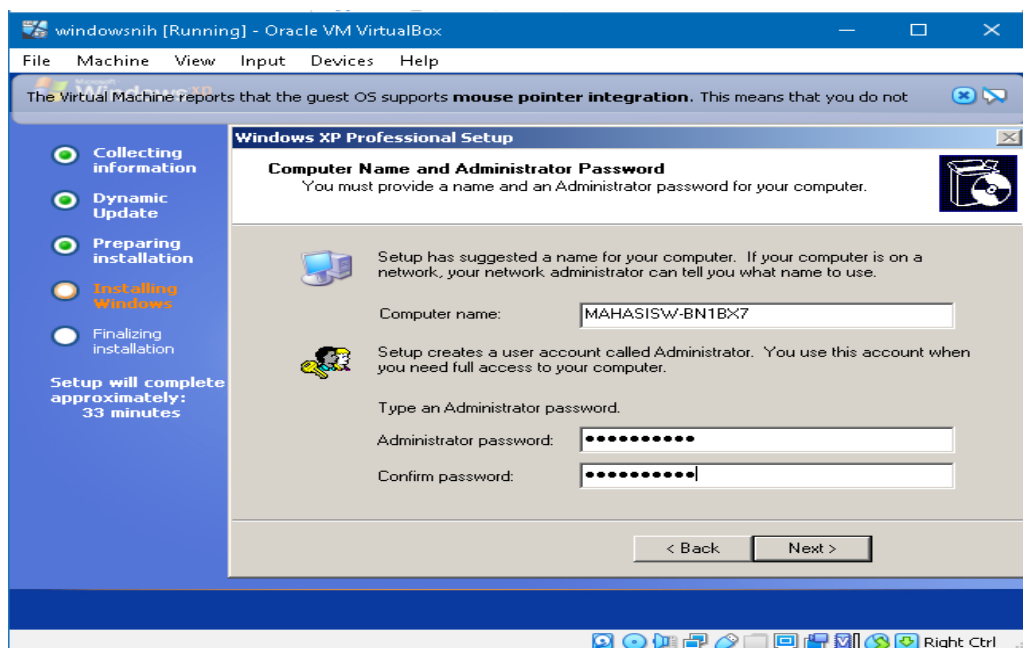 windowsnih [Running] - Oracle VM VirtualBox
File Machine View Input Devices Help
The Virtual Machine reports that the guest OS supports mouse pointer integration. This means that you do not
Collecting
information
Dynamic
Update
Preparing
installation
Installing
Windows
Finalizing
installation
Setup will complete
approximately:
33 minutes
Windows XP Professional Setup
Computer Name and Administrator Password
You must provide a name and an Administrator password for your computer.
Setup has suggested a name for your computer. If your computer is on a
network, your network administrator can tell you what name to use.
Computer name: MAHASISW-BN1BX7
Setup creates a user account called Administrator. You use this account when
you need full access to your computer.
Type an Administrator password.
Administrator password: ●●●●●●●●●●
Confirm password: ●●●●●●●●●●
< Back Next >
Right Ctrl